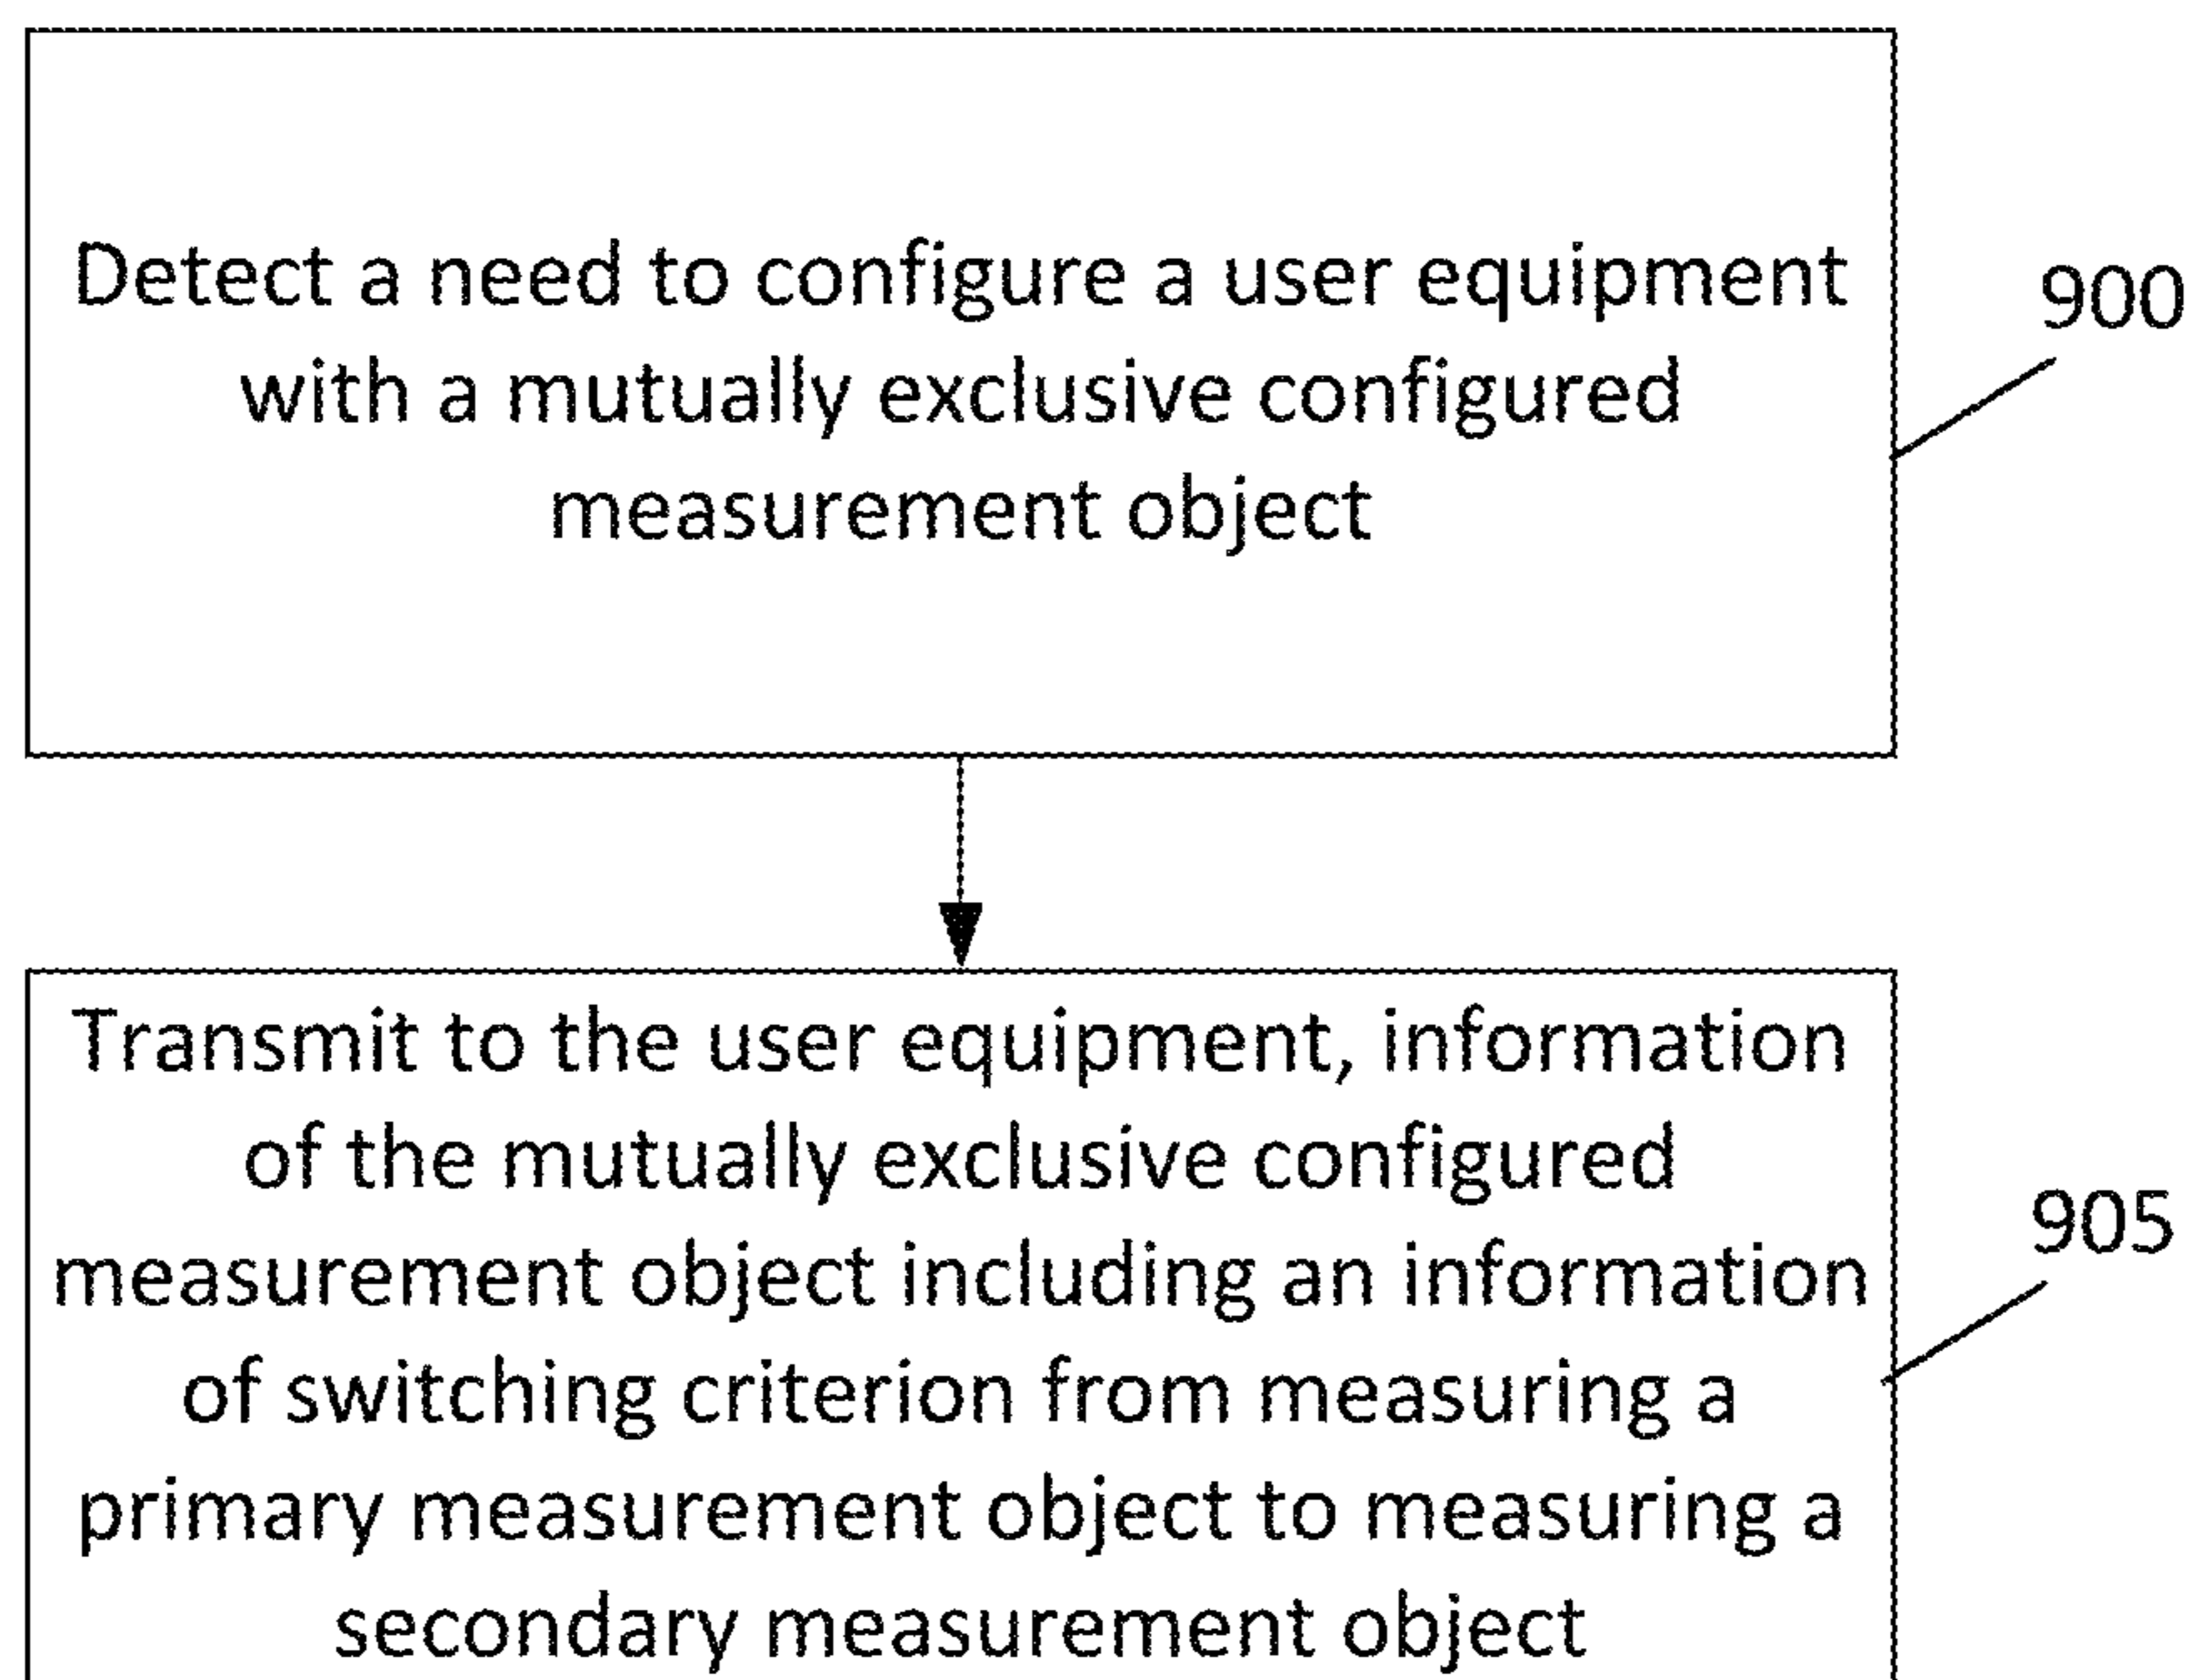 Detect a need to configure a user equipment
with a mutually exclusive configured
measurement object
900
Transmit to the user equipment, information
of the mutually exclusive configured
measurement object including an information
of switching criterion from measuring a
primary measurement object to measuring a
secondary measurement object
905